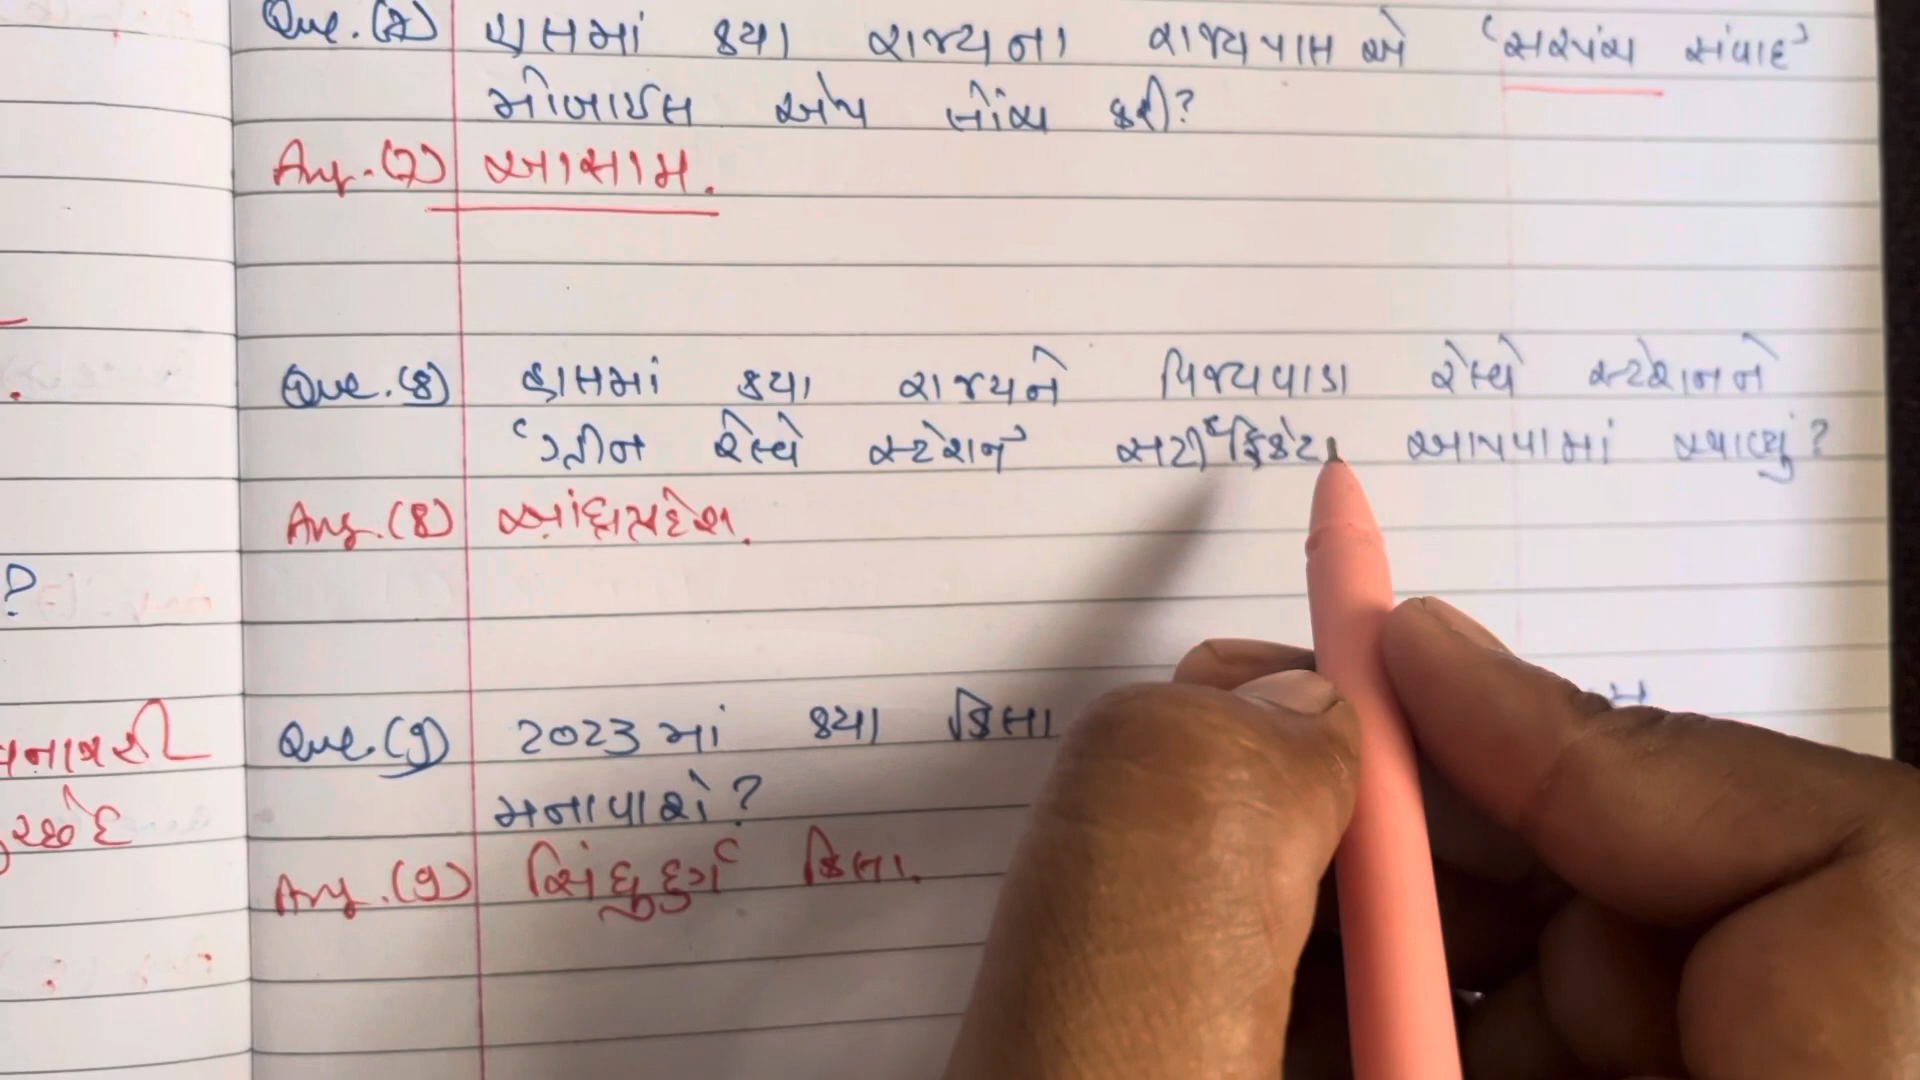 Que.(7) હાલમાં કયા રાજ્યના રાજ્યપાલ એ 'સરપંચ સંવાદ'
મોબાઈલ એપ લોંચ કરી?
Ans.(7) આસામ.
Que.(8) હાલમાં કયા રાજ્યને વિજયવાડા રેલ્વે સ્ટેશનને
'ગ્રીન રેલ્વે સ્ટેશન' સર્ટીફિકેટ આપવામાં આવ્યું?
Ans.(8) આંધ્રપ્રદેશ.
?
Que.(9) 2023માં કયા કિલા
મનાવાશે?
Ans.(9) સિંધુદુર્ગ કિલા.